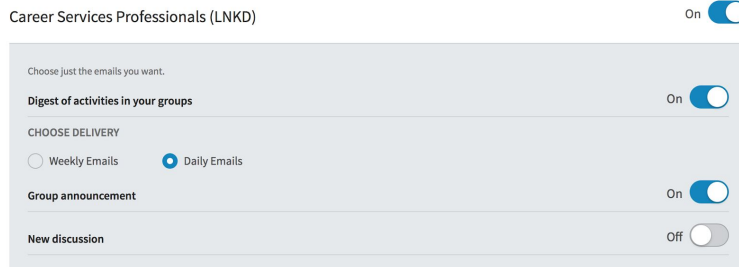 Career Services Professionals (LNKD) On
Choose just the emails you want.
Digest of activities in your groups On
CHOOSE DELIVERY
Weekly Emails Daily Emails
Group announcement On
New discussion Off